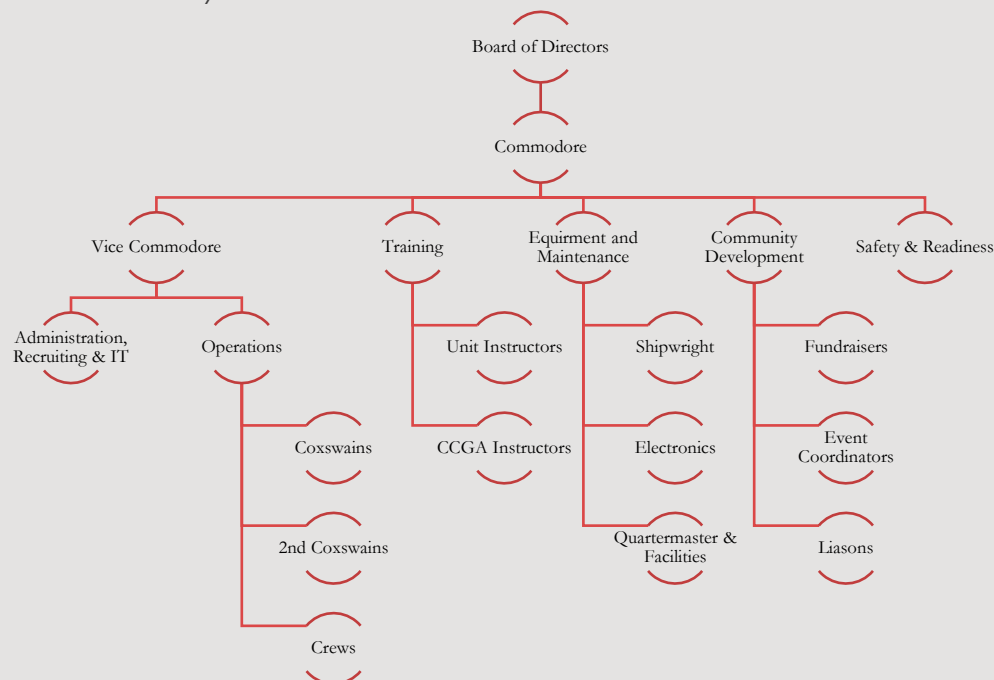 Board of Directors
Commodore
Vice Commodore
Training
Equirment and
Maintenance
Community
Development
Safety & Readiness
Administration,
Recruiting & IT
Operations
Unit Instructors
Shipwright
Fundraisers
Coxswains
CCGA Instructors
Electronics
Event
Coordinators
2nd Coxswains
Quartermaster &
Facilities
Liasons
Crews